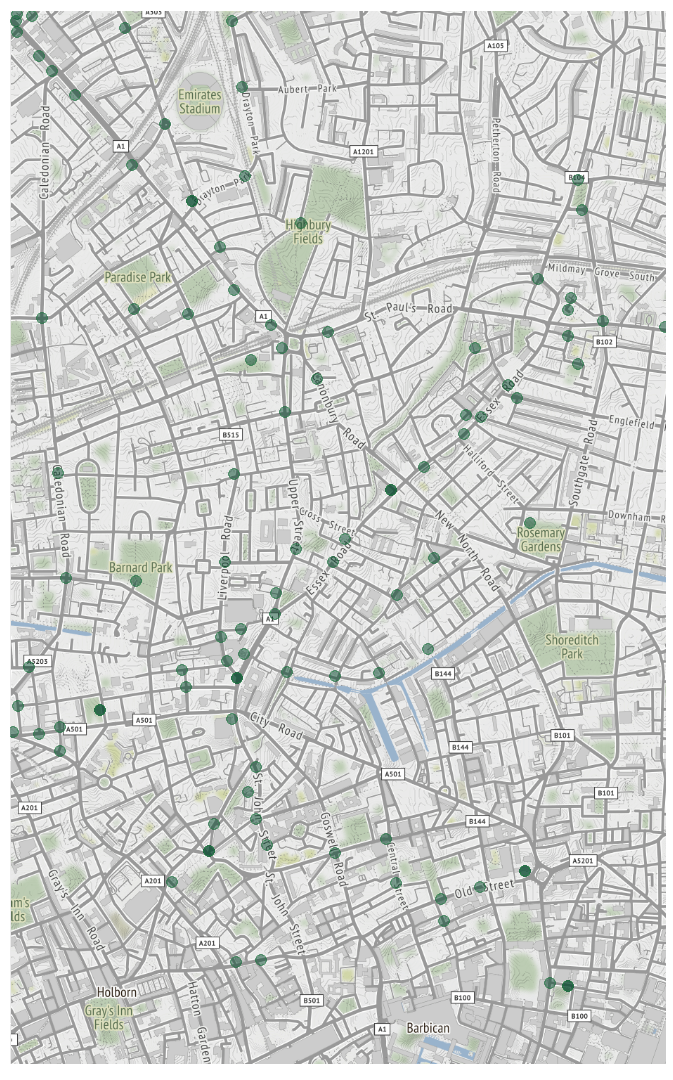 A503
A105
Emirates
Stadium
Aubert Park
Drayton Park
Caledonian Road
A1
A1201
Petherton Road
B104
Drayton Park
Highbury
Fields
Mildmay Grove South
Paradise Park
A1
St. Paul's Road
B102
Canonbury Road
Essex Road
Englefield
B515
Southgate Road
Halliford Street
Caledonian Road
Upper Street
Cross Street
New North Road
Downham R
Rosemary
Gardens
Liverpool Road
Essex Road
Barnard Park
A1
Shoreditch
Park
A5203
B144
A501
A501
City Road
B101
B144
A501
St. John Street
B101
A201
Goswell Road
B144
Central Street
A5201
Gray's Inn Road
A201
Old Street
am's
lds
St. John Street
A201
Holborn
Gray's Inn
Fields
Hatton Garden
B501
B100
B100
A1
Barbican